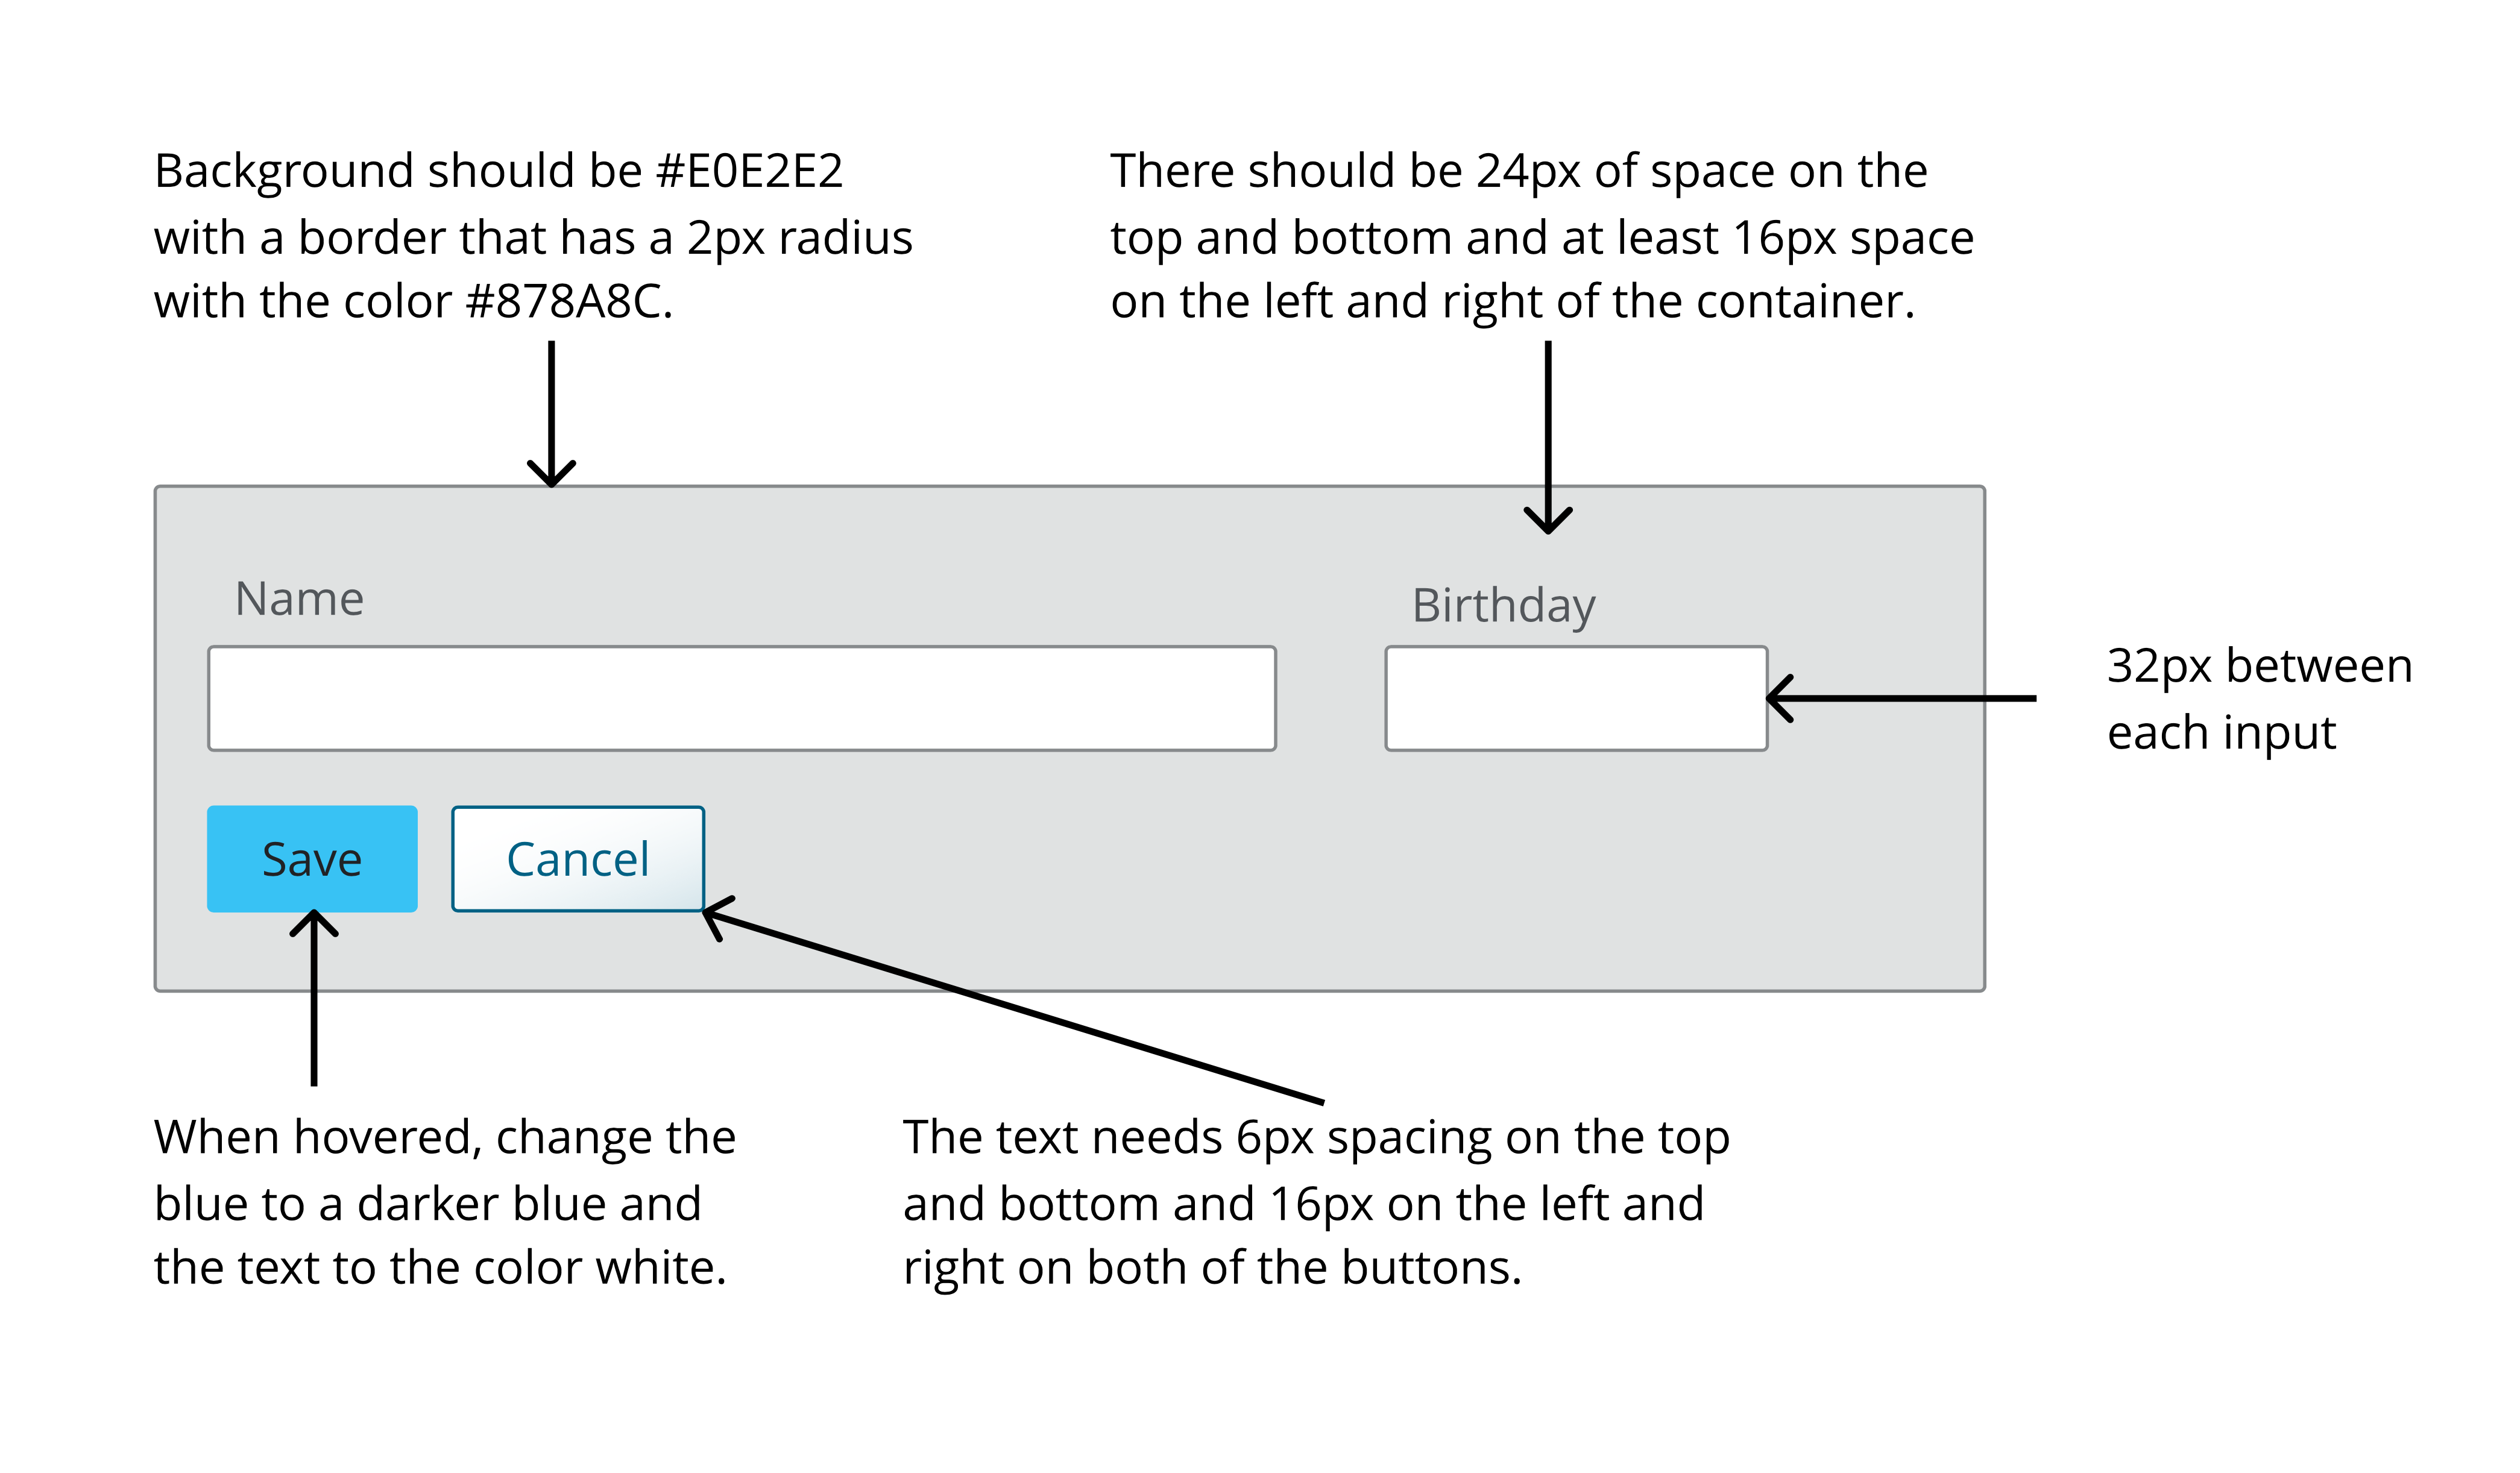 Background should be #E0E2E2
with a border that has a 2px radius
with the color #878A8C.
There should be 24px of space on the
top and bottom and at least 16px space
on the left and right of the container.
Name
Birthday
32px between
each input
Save
Cancel
When hovered, change the
blue to a darker blue and
the text to the color white.
The text needs 6px spacing on the top
and bottom and 16px on the left and
right on both of the buttons.